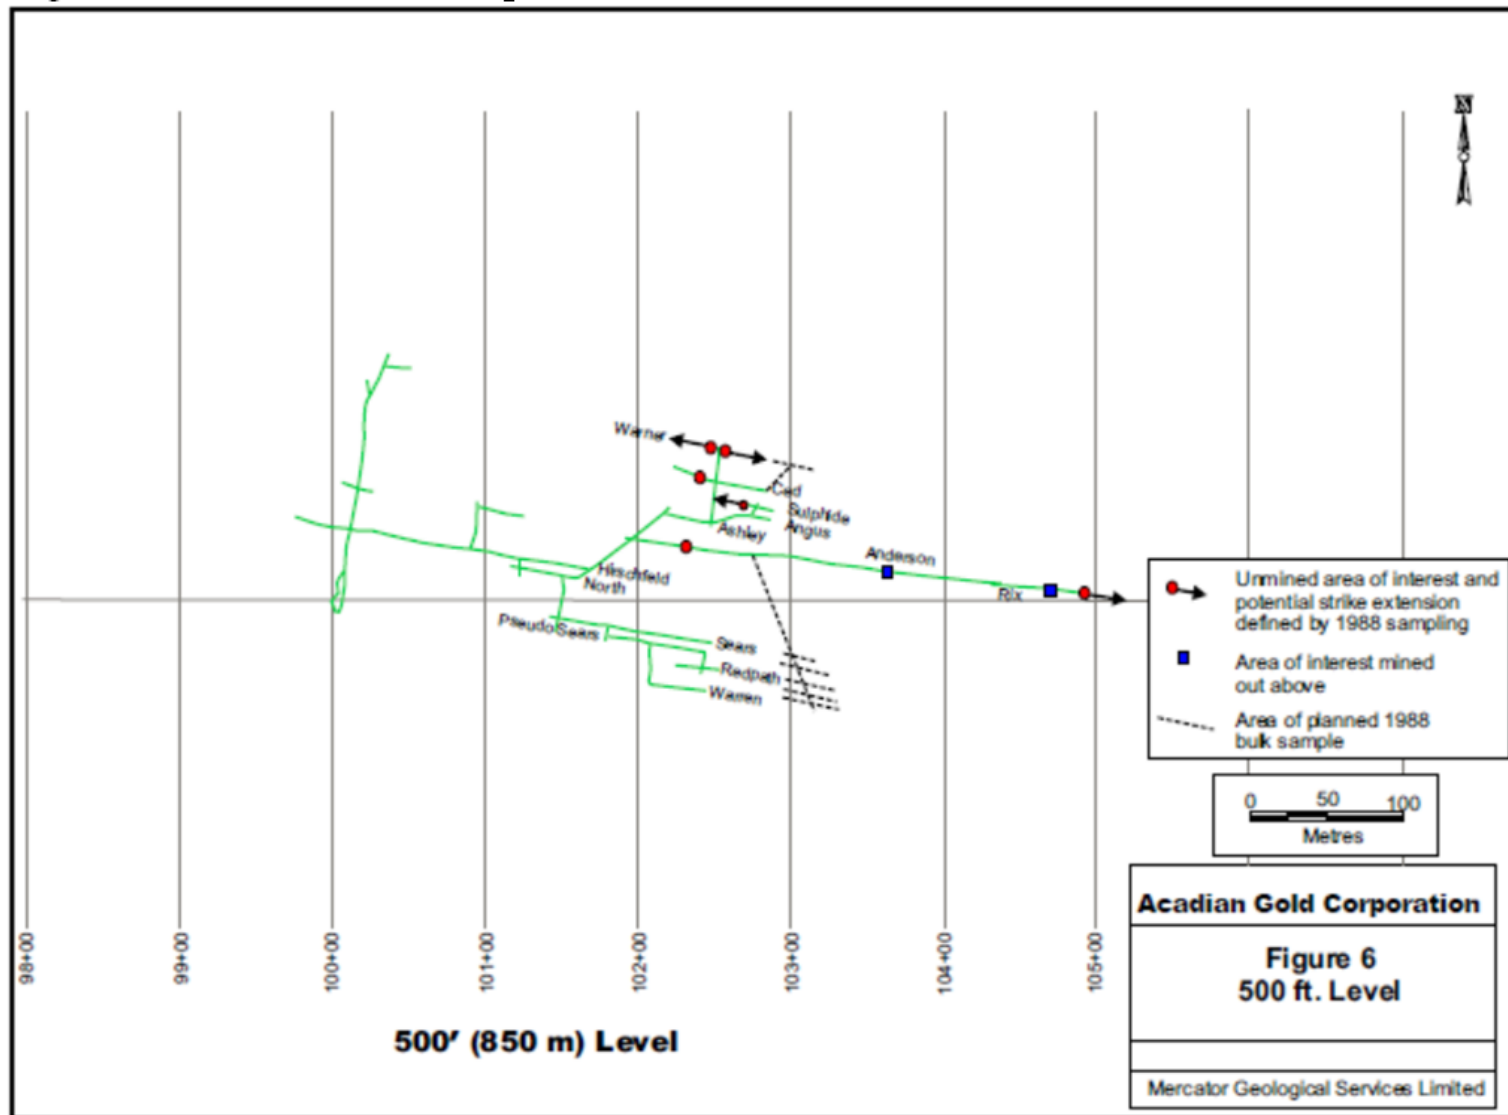 N
Warner
Ced
Sulphide
Angus
Ashley
Anderson
Hirschfeld
North
Rix
Pseudo Sears
Sears
Redpath
Warren
Unmined area of interest and
potential strike extension
defined by 1988 sampling
Area of interest mined
out above
Area of planned 1988
bulk sample
0 50 100
Metres
98+00 99+00 100+00 101+00 102+00 103+00 104+00 105+00
Acadian Gold Corporation
Figure 6
500 ft. Level
500′ (850 m) Level
Mercator Geological Services Limited